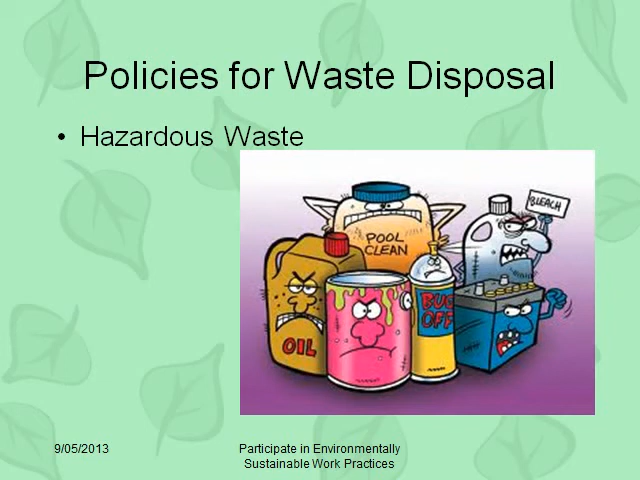 Policies for Waste Disposal
• Hazardous Waste
BLEACH
POOL
CLEAN
BUG
OFF
OIL
9/05/2013
Participate in Environmentally
Sustainable Work Practices